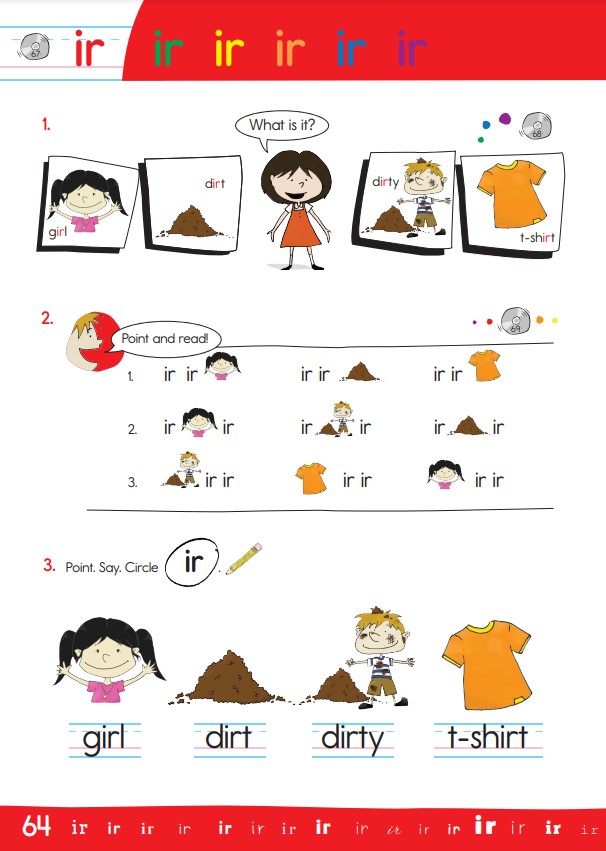 67 ir ir ir ir ir ir
1.
What is it?
68
girl
dirt
dirty
t-shirt
2.
Point and read!
69
1. ir ir ir ir ir ir
2. ir ir ir ir ir ir
3. ir ir ir ir ir ir
3. Point. Say. Circle ir.
girl dirt dirty t-shirt
64 ir ir ir ir ir ir ir ir ir ir ir ir ir ir ir ir